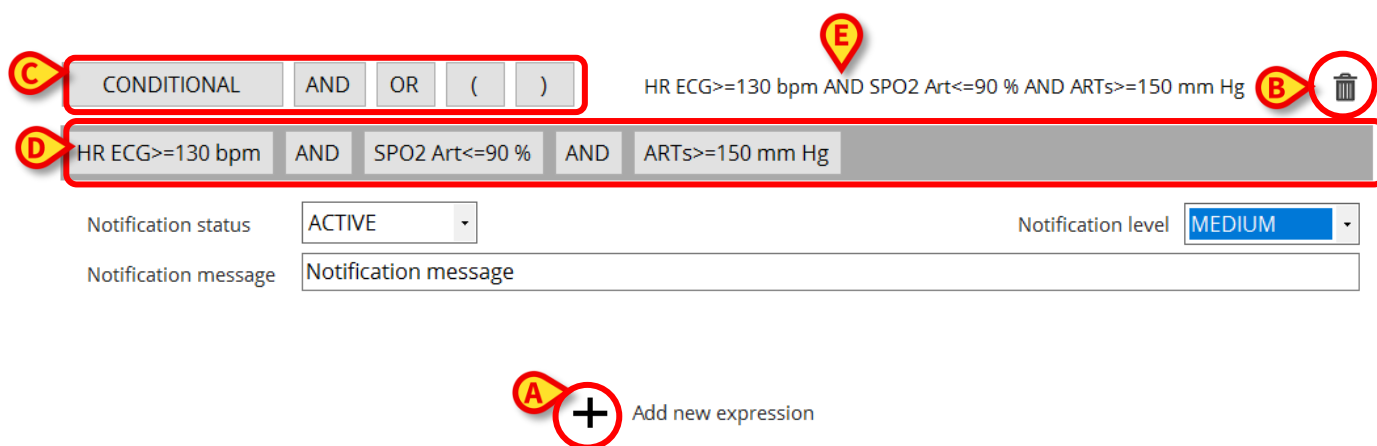 E
C CONDITIONAL AND OR ( ) HR ECG>=130 bpm AND SPO2 Art<=90 % AND ARTs>=150 mm Hg B
D HR ECG>=130 bpm AND SPO2 Art<=90 % AND ARTs>=150 mm Hg
Notification status ACTIVE Notification level MEDIUM
Notification message Notification message
A
+ Add new expression